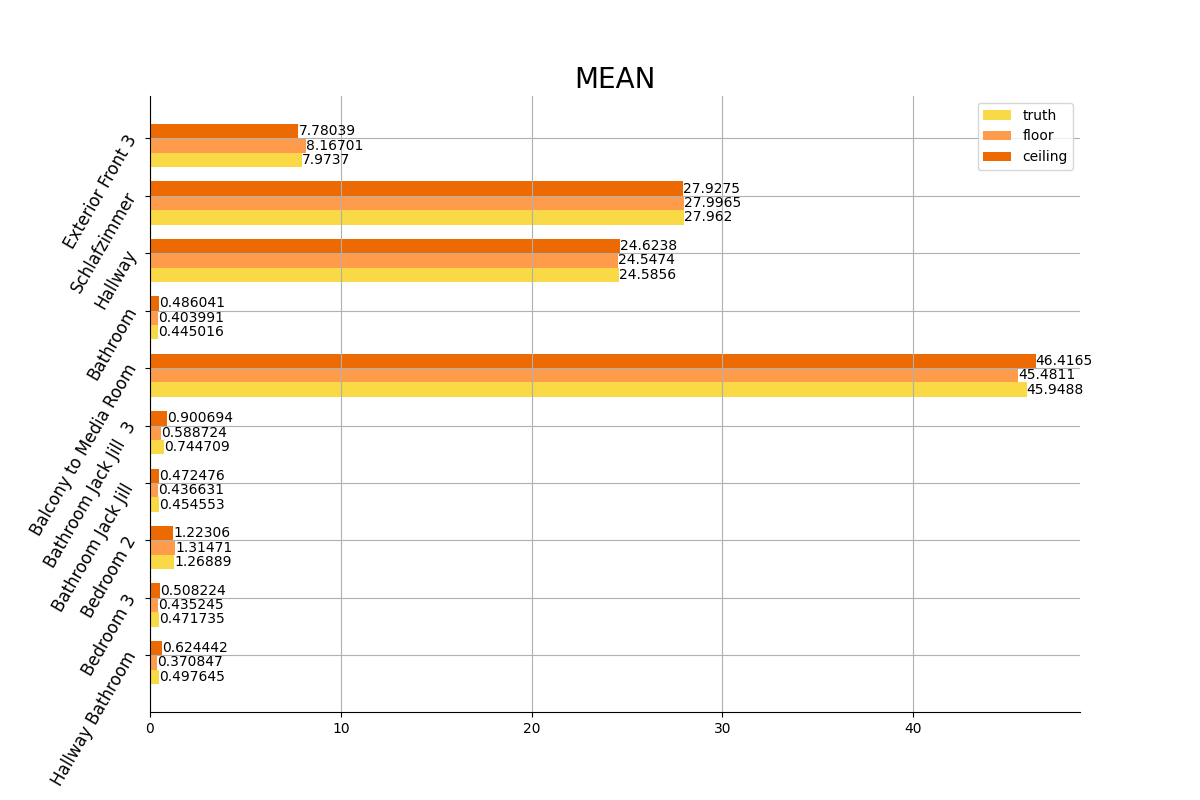 MEAN
truth
floor
ceiling
Exterior Front 3
7.78039
8.16701
7.9737
Schlafzimmer
27.9275
27.9965
27.962
Hallway
24.6238
24.5474
24.5856
Bathroom
0.486041
0.403991
0.445016
Balcony to Media Room
46.4165
45.4811
45.9488
Bathroom Jack Jill  3
0.900694
0.588724
0.744709
Bathroom Jack Jill
0.472476
0.436631
0.454553
Bedroom 2
1.22306
1.31471
1.26889
Bedroom 3
0.508224
0.435245
0.471735
Hallway Bathroom
0.624442
0.370847
0.497645
0 10 20 30 40